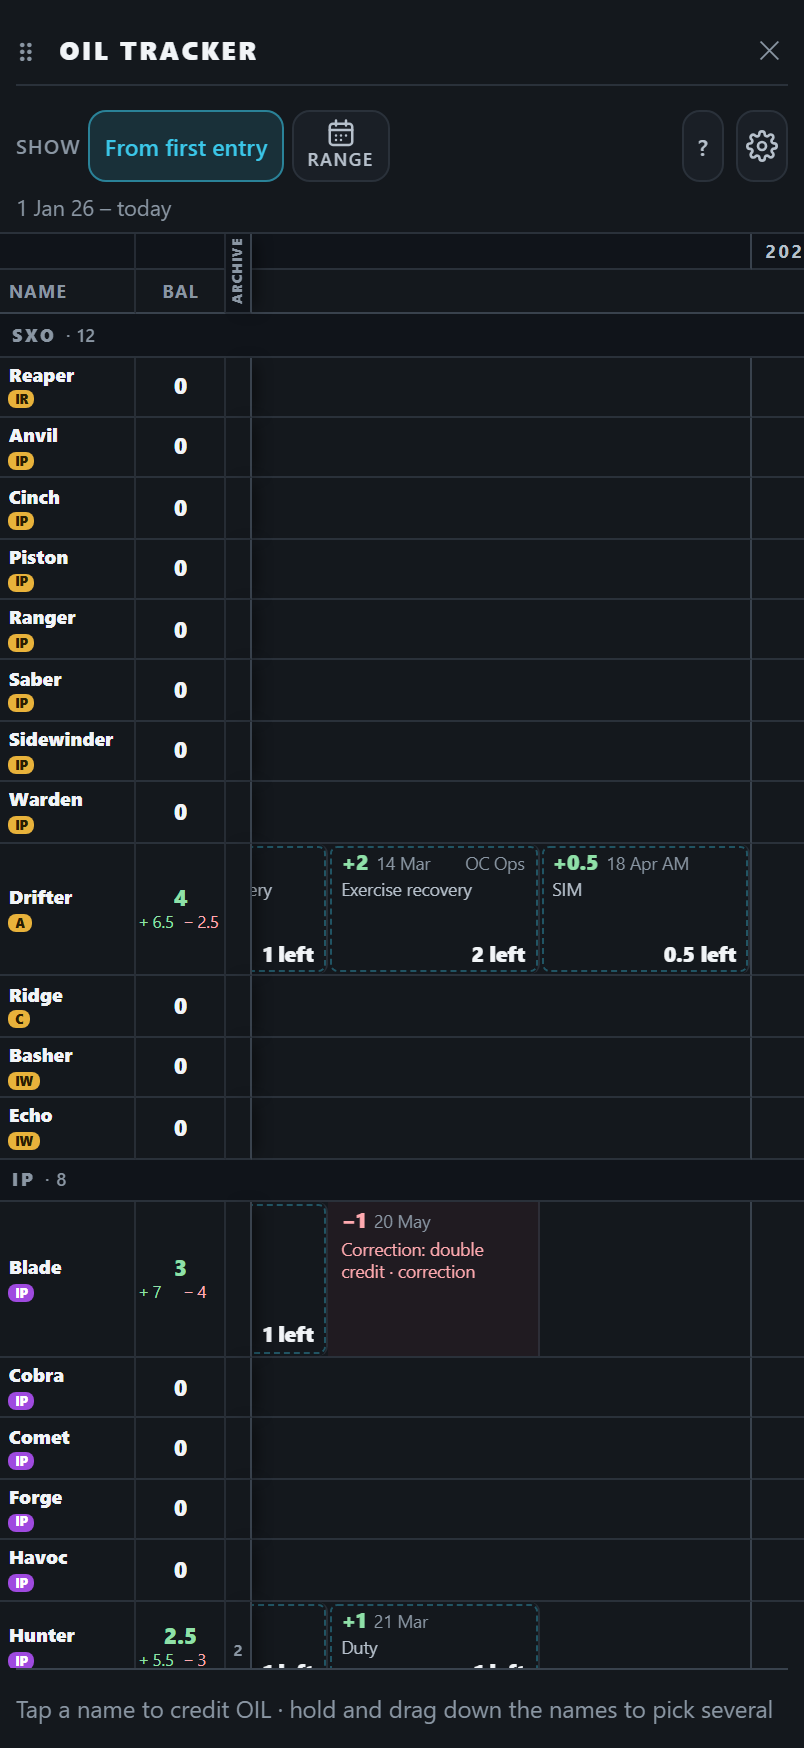 OIL TRACKER
SHOW From first entry RANGE ?
1 Jan 26 – today
ARCHIVE
202
NAME BAL
SXO · 12
Reaper 0
IR
Anvil 0
IP
Cinch 0
IP
Piston 0
IP
Ranger 0
IP
Saber 0
IP
Sidewinder 0
IP
Warden 0
IP
+2 14 Mar OC Ops +0.5 18 Apr AM
ery Exercise recovery SIM
Drifter 4
A + 6.5 – 2.5
1 left 2 left 0.5 left
Ridge 0
C
Basher 0
IW
Echo 0
IW
IP · 8
–1 20 May
Correction: double
credit · correction
Blade 3
IP + 7 – 4
1 left
Cobra 0
IP
Comet 0
IP
Forge 0
IP
Havoc 0
IP
+1 21 Mar
Hunter 2.5 2 Duty
IP + 5.5 – 3
1 left 1 left
Tap a name to credit OIL · hold and drag down the names to pick several